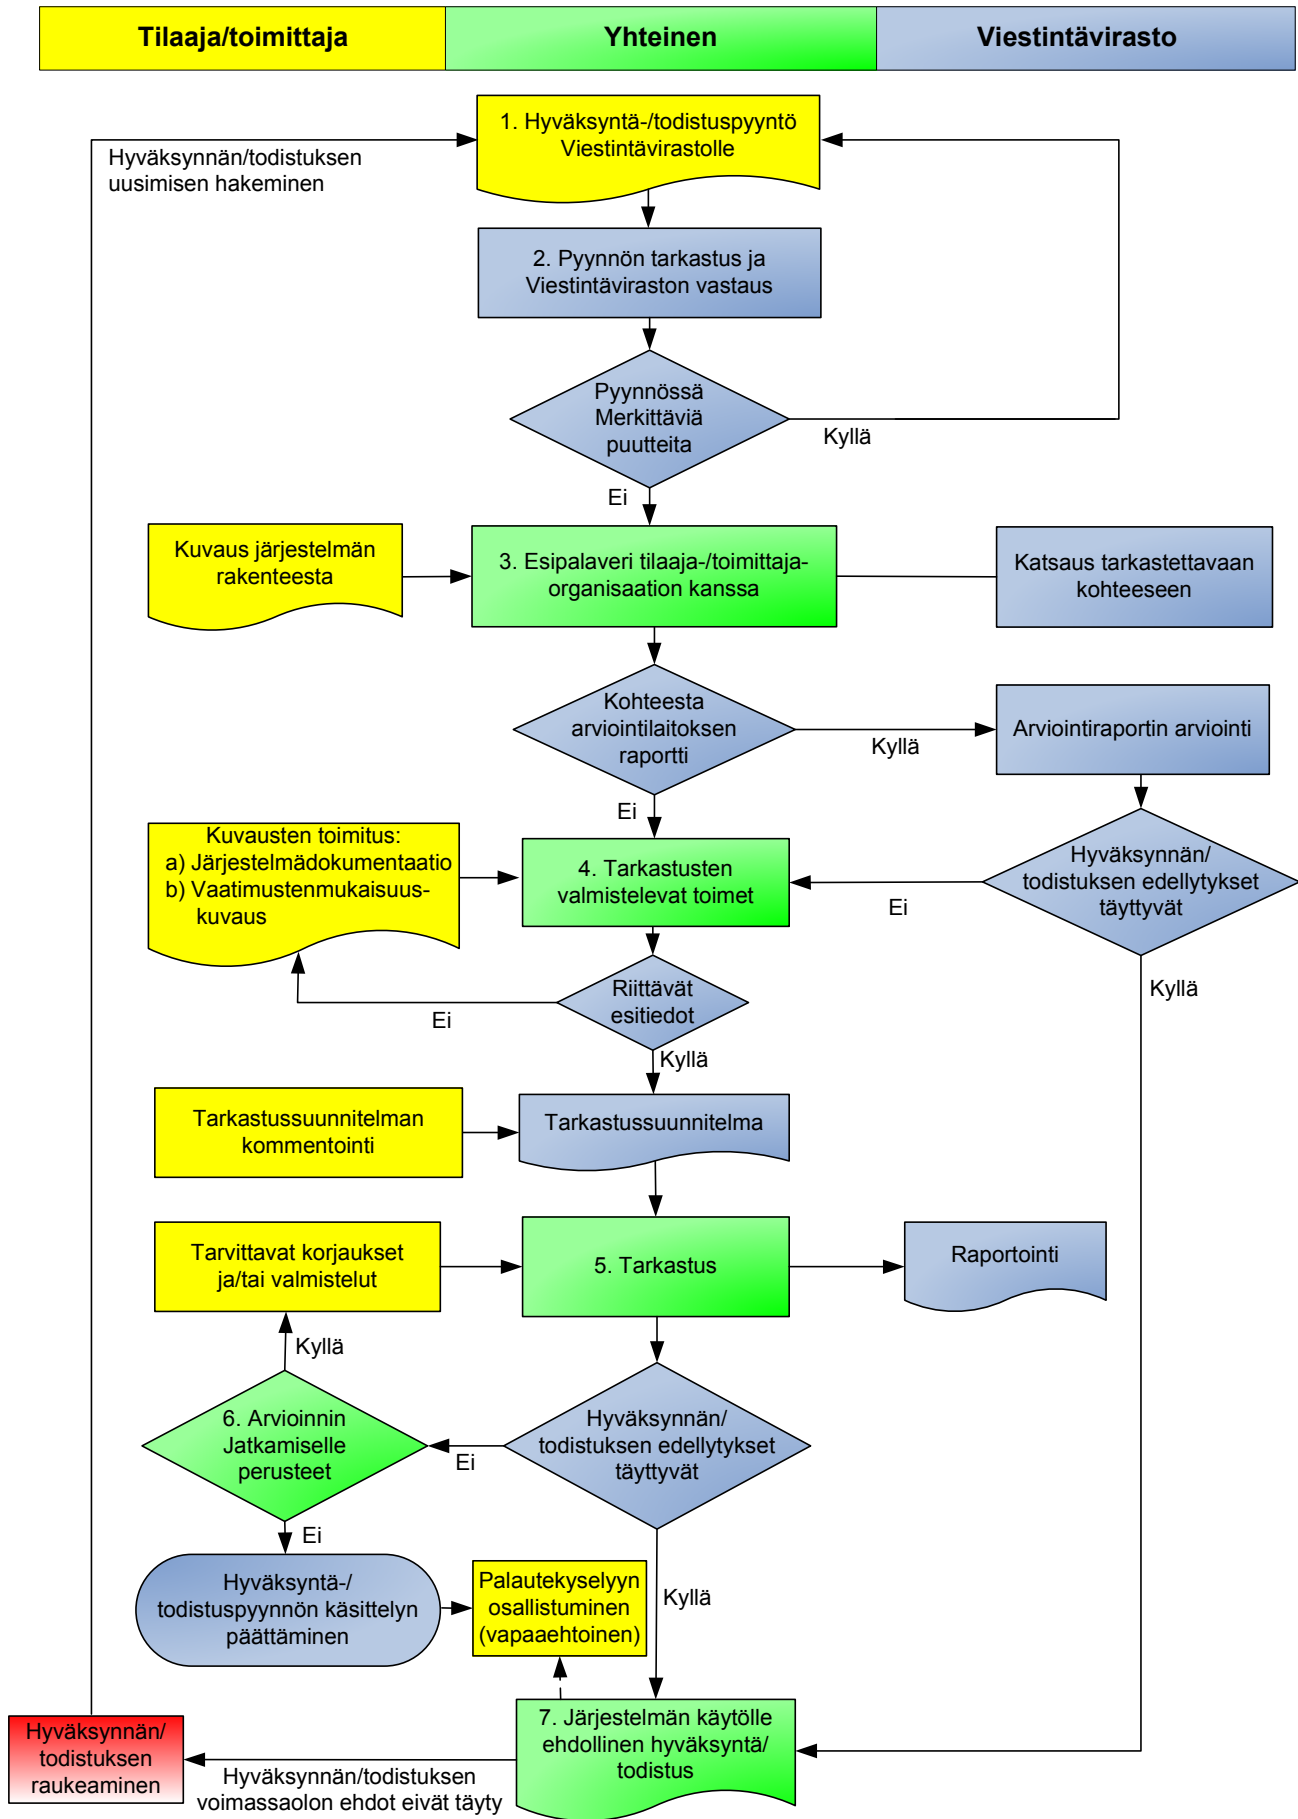 Tilaaja/toimittaja
Yhteinen
Viestintävirasto
1. Hyväksyntä-/todistuspyyntö
Viestintävirastolle
Hyväksynnän/todistuksen
uusimisen hakeminen
2. Pyynnön tarkastus ja
Viestintäviraston vastaus
Pyynnössä
Merkittäviä
puutteita
Kyllä
Ei
Kuvaus järjestelmän
rakenteesta
3. Esipalaveri tilaaja-/toimittaja-
organisaation kanssa
Katsaus tarkastettavaan
kohteeseen
Kohteesta
arviointilaitoksen
raportti
Kyllä
Arviointiraportin arviointi
Ei
Kuvausten toimitus:
a) Järjestelmädokumentaatio
b) Vaatimustenmukaisuus-
kuvaus
4. Tarkastusten
valmistelevat toimet
Ei
Hyväksynnän/
todistuksen edellytykset
täyttyvät
Kyllä
Riittävät
esitiedot
Ei
Kyllä
Tarkastussuunnitelman
kommentointi
Tarkastussuunnitelma
Tarvittavat korjaukset
ja/tai valmistelut
5. Tarkastus
Raportointi
Kyllä
6. Arvioinnin
Jatkamiselle
perusteet
Ei
Hyväksynnän/
todistuksen edellytykset
täyttyvät
Ei
Kyllä
Hyväksyntä-/
todistuspyynnön käsittelyn
päättäminen
Palautekyselyyn
osallistuminen
(vapaaehtoinen)
Hyväksynnän/
todistuksen
raukeaminen
Hyväksynnän/todistuksen
voimassaolon ehdot eivät täyty
7. Järjestelmän käytölle
ehdollinen hyväksyntä/
todistus